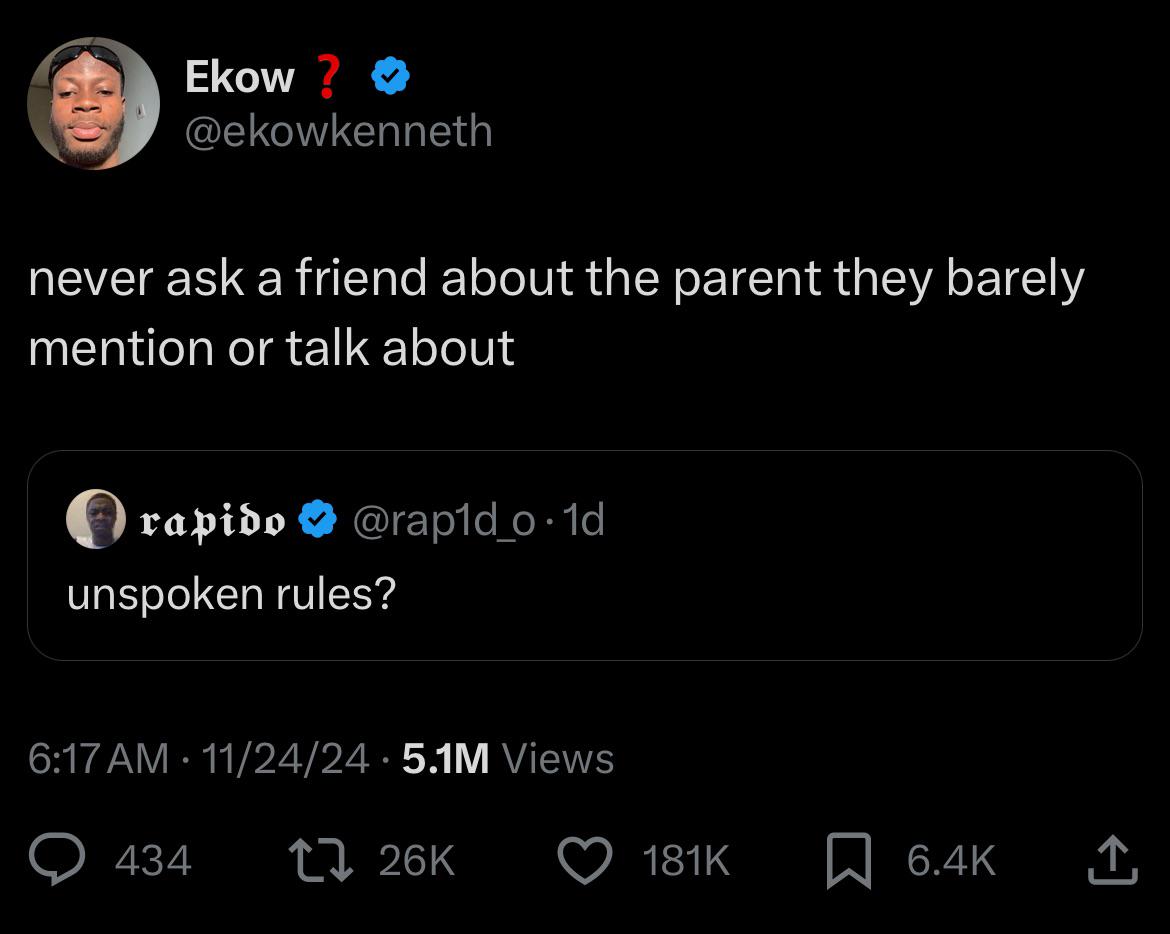 Ekow ❓
@ekowkenneth
never ask a friend about the parent they barely
mention or talk about
𝖗𝖆𝖕𝖎𝖉𝖔 @rap1d_o · 1d
unspoken rules?
6:17 AM · 11/24/24 · 5.1M Views
434 26K 181K 6.4K